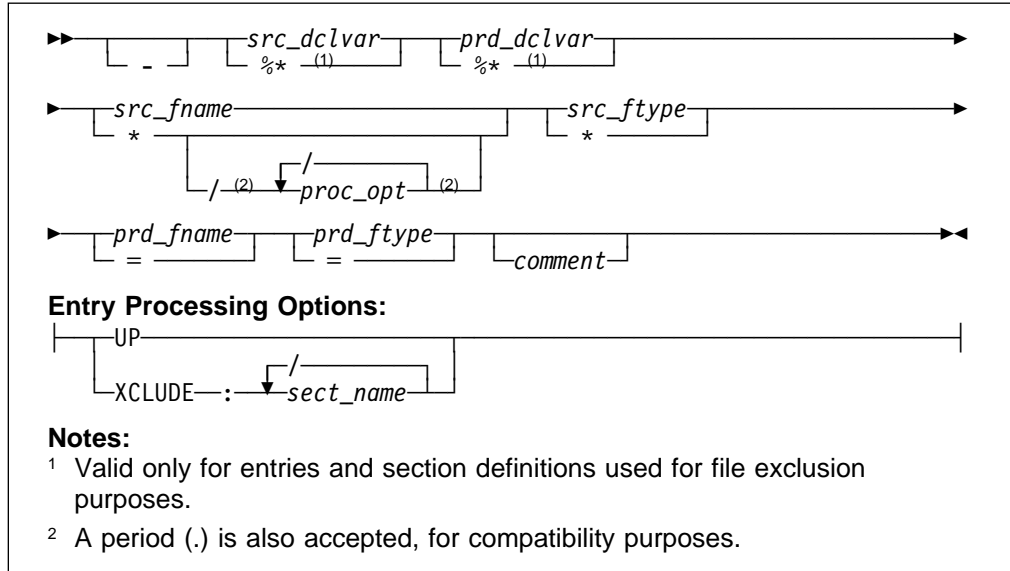 src_dclvar prd_dclvar
- %* (1) %* (1)
src_fname src_ftype
* *
/
/ (2) proc_opt (2)
prd_fname prd_ftype
= = comment
Entry Processing Options:
UP
/
XCLUDE : sect_name
Notes:
1 Valid only for entries and section definitions used for file exclusion
purposes.
2 A period (.) is also accepted, for compatibility purposes.